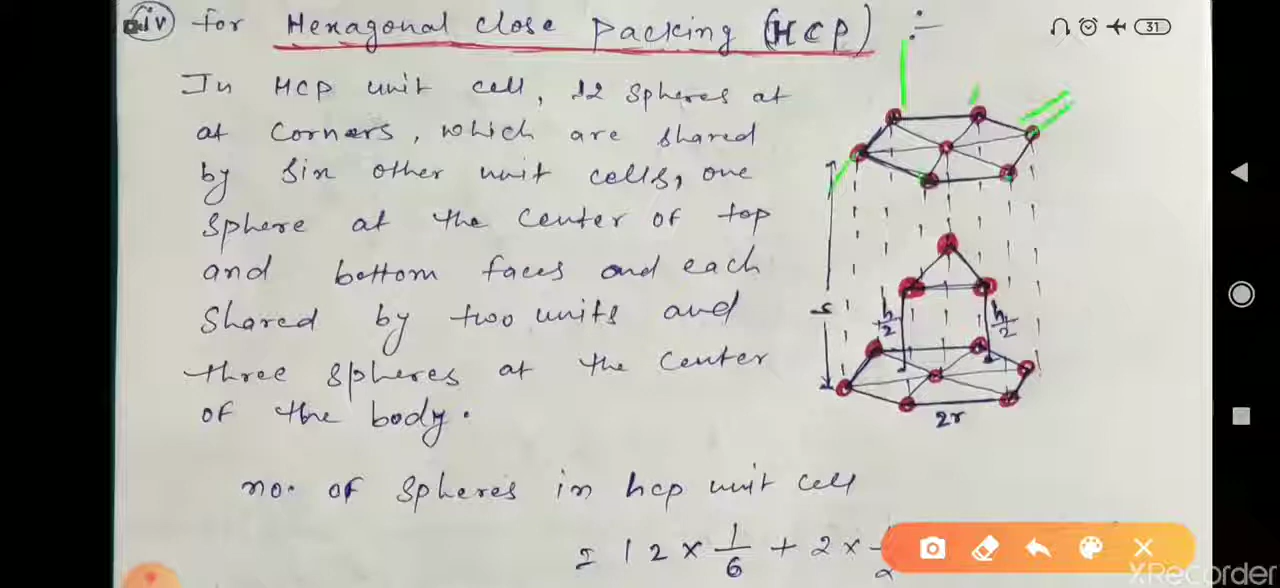 iv) For Hexagonal close packing (HCP) :-
In HCP unit cell, 12 spheres at
at corners, which are shared
by Six other unit cells, one
sphere at the center of top
and bottom faces and each
Shared by two units and
three spheres at the center
of the body.
h
h/2
h/2
2r
no. of spheres in hcp unit cell
= 12 x 1/6 + 2 x
31
XRecorder